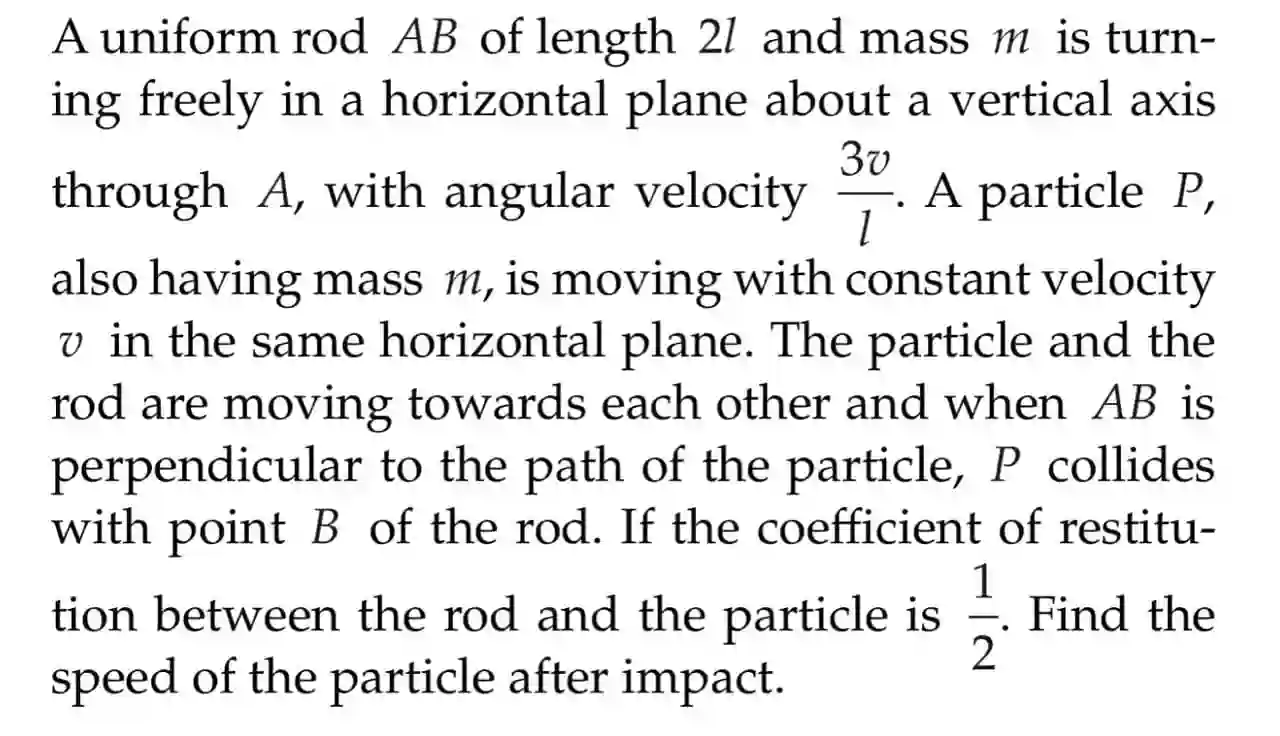 A uniform rod AB of length 2l and mass m is turn-
ing freely in a horizontal plane about a vertical axis
through A, with angular velocity 3v/l. A particle P,
also having mass m, is moving with constant velocity
v in the same horizontal plane. The particle and the
rod are moving towards each other and when AB is
perpendicular to the path of the particle, P collides
with point B of the rod. If the coefficient of restitu-
tion between the rod and the particle is 1/2. Find the
speed of the particle after impact.